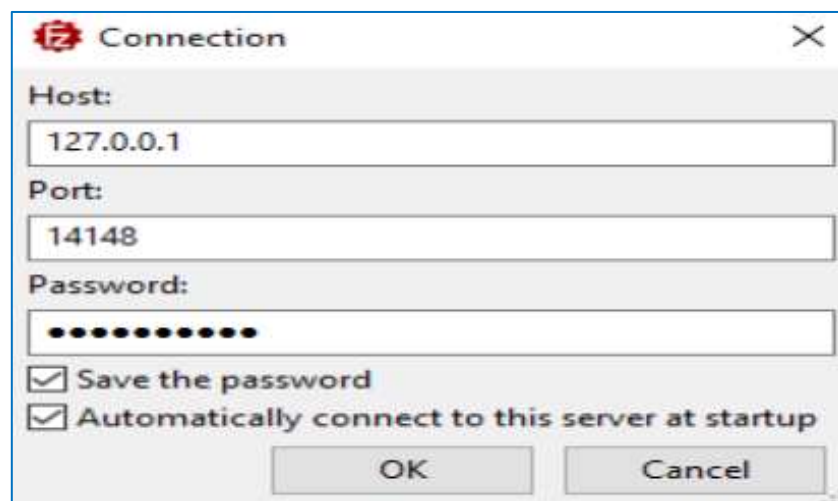 Fz Connection
Host:
127.0.0.1
Port:
14148
Password:
••••••••••
Save the password
Automatically connect to this server at startup
OK Cancel